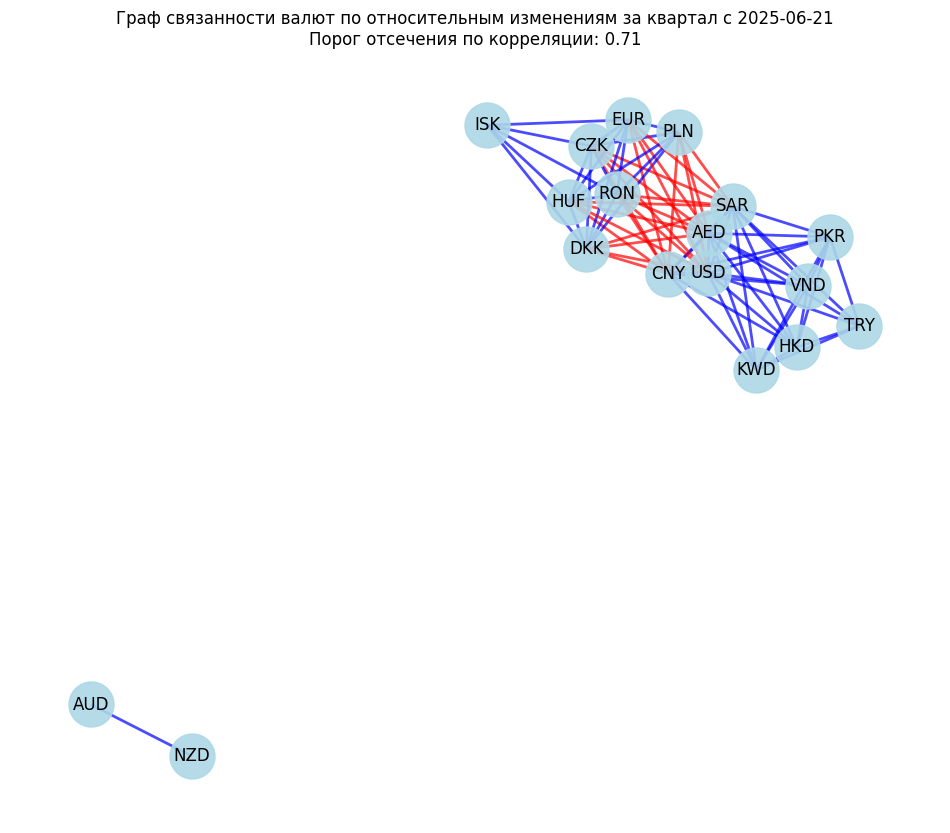 Граф связанности валют по относительным изменениям за квартал с 2025-06-21
Порог отсечения по корреляции: 0.71
ISK
EUR
PLN
CZK
HUF
RON
SAR
DKK
AED
PKR
CNY
USD
VND
TRY
HKD
KWD
AUD
NZD